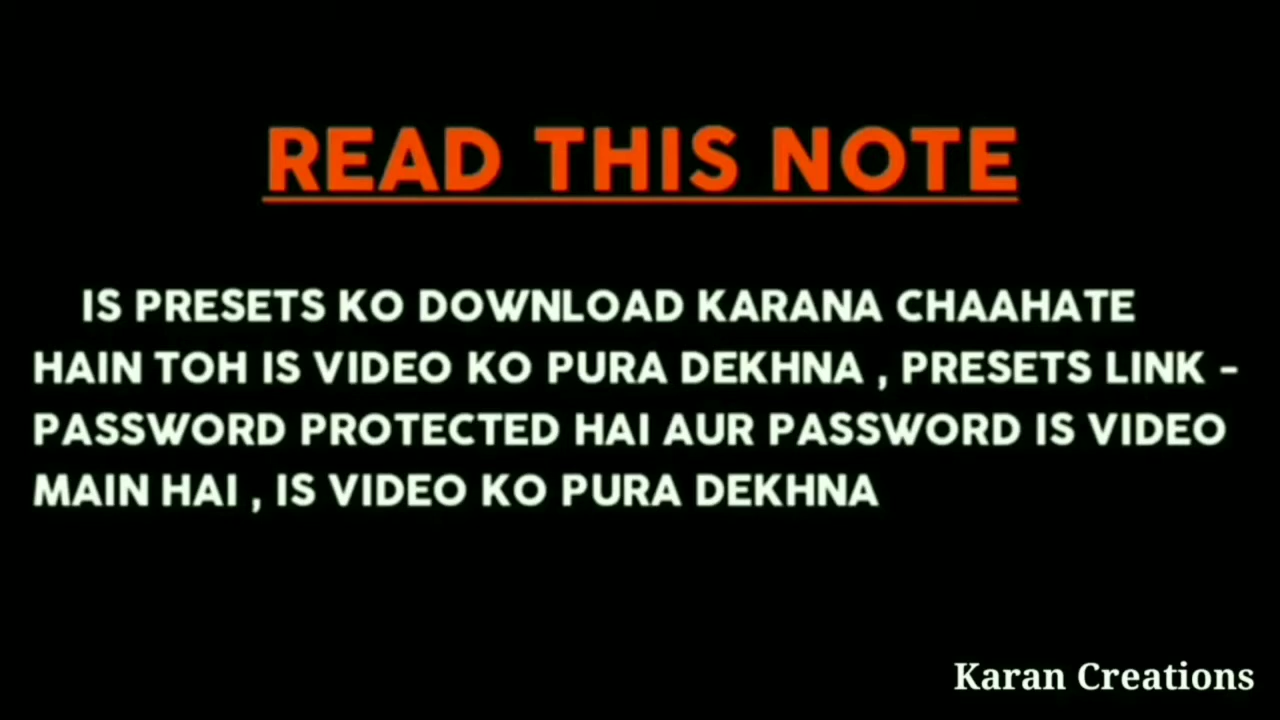 READ THIS NOTE
IS PRESETS KO DOWNLOAD KARANA CHAAHATE
HAIN TOH IS VIDEO KO PURA DEKHNA , PRESETS LINK -
PASSWORD PROTECTED HAI AUR PASSWORD IS VIDEO
MAIN HAI , IS VIDEO KO PURA DEKHNA
Karan Creations